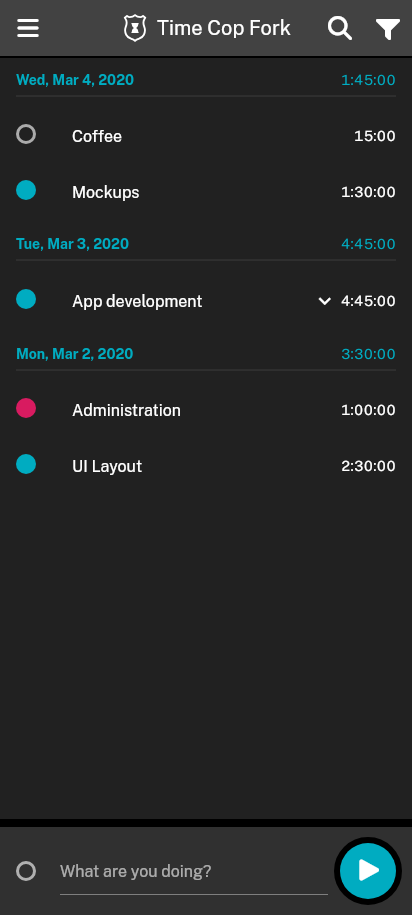 Time Cop Fork
Wed, Mar 4, 2020 1:45:00
Coffee 15:00
Mockups 1:30:00
Tue, Mar 3, 2020 4:45:00
App development 4:45:00
Mon, Mar 2, 2020 3:30:00
Administration 1:00:00
UI Layout 2:30:00
What are you doing?